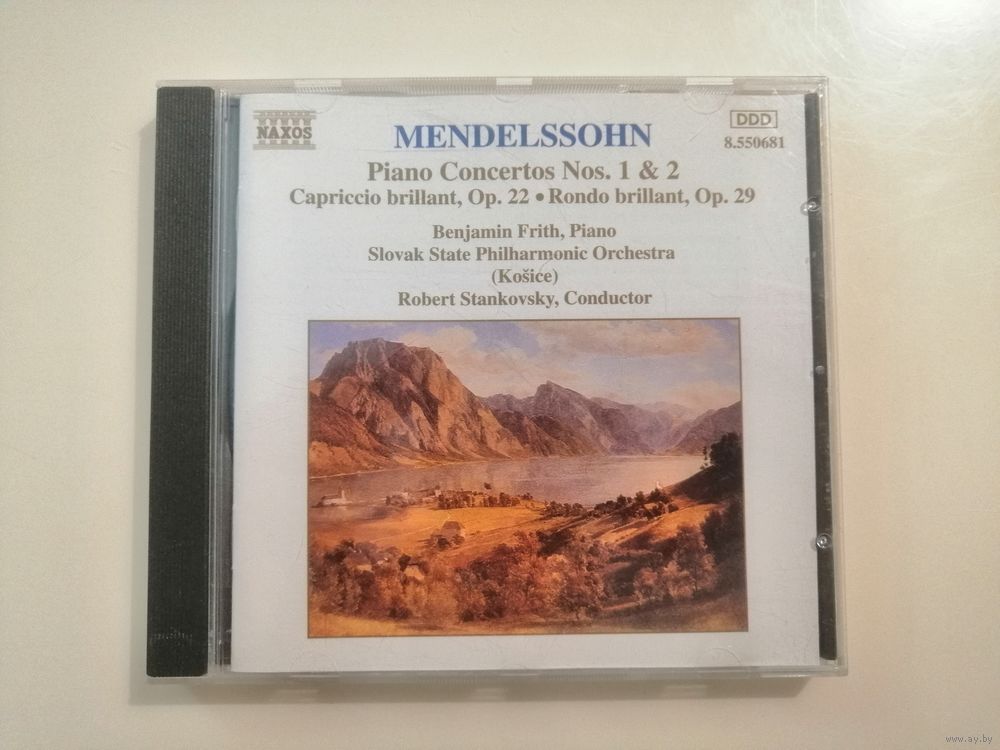 NAXOS
DDD
8.550681
MENDELSSOHN
Piano Concertos Nos. 1 & 2
Capriccio brillant, Op. 22 • Rondo brillant, Op. 29
Benjamin Frith, Piano
Slovak State Philharmonic Orchestra
(Košice)
Robert Stankovsky, Conductor
www.ay.by